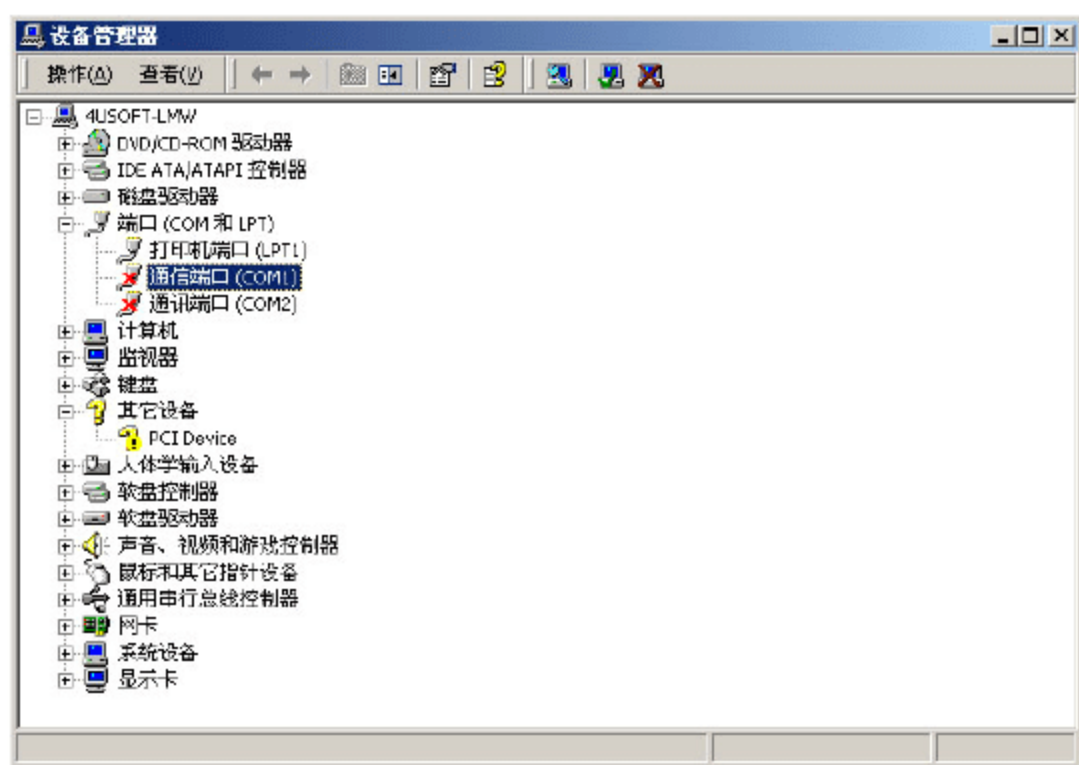 设备管理器
操作(A) 查看(V)
4USOFT-LMW
DVD/CD-ROM 驱动器
IDE ATA/ATAPI 控制器
磁盘驱动器
端口 (COM 和 LPT)
打印机端口 (LPT1)
通信端口 (COM1)
通讯端口 (COM2)
计算机
监视器
键盘
其它设备
PCI Device
人体学输入设备
软盘控制器
软盘驱动器
声音、视频和游戏控制器
鼠标和其它指针设备
通用串行总线控制器
网卡
系统设备
显示卡